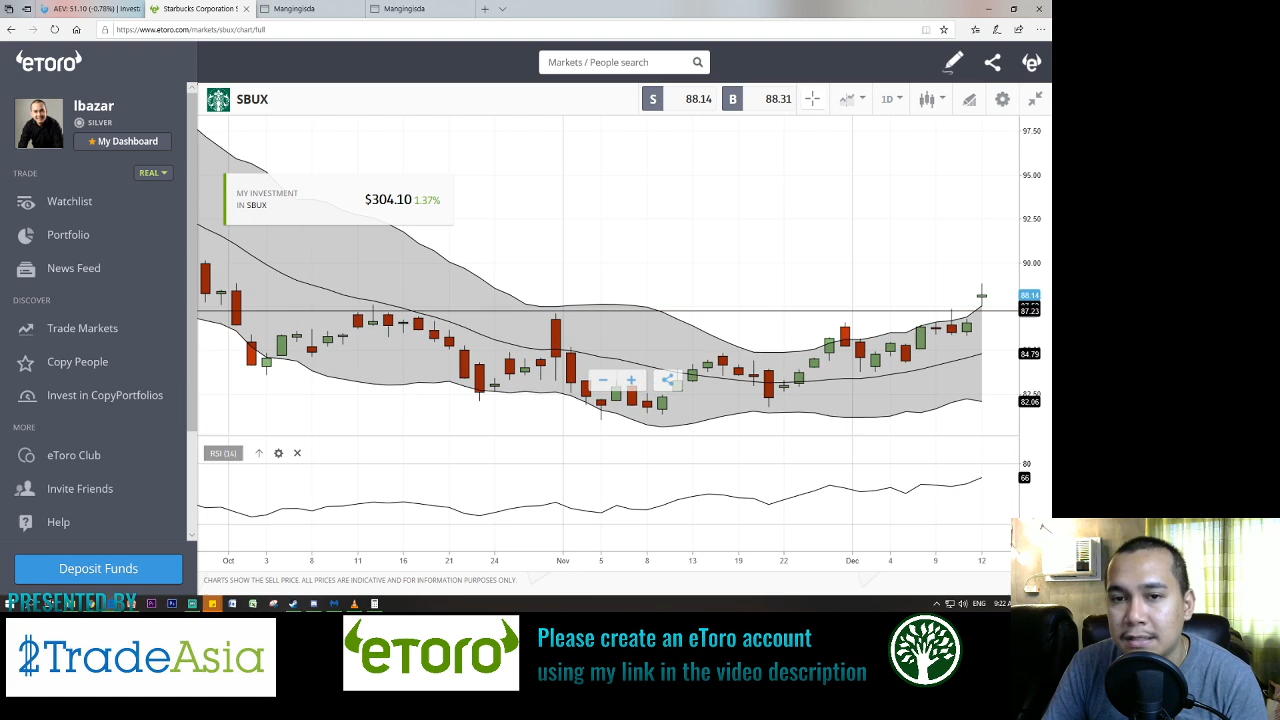 AEV: 51.10 (-0.78%) | Invest
Starbucks Corporation S
Mangingisda
Mangingisda
https://www.etoro.com/markets/sbux/chart/full
eTORO
Markets / People search
lbazar
SILVER
My Dashboard
TRADE
REAL
Watchlist
Portfolio
News Feed
DISCOVER
Trade Markets
Copy People
Invest in CopyPortfolios
MORE
eToro Club
Invite Friends
Help
Deposit Funds
SBUX
S 88.14 B 88.31
1D
MY INVESTMENT
IN SBUX
$304.10 1.37%
97.50
95.00
92.50
90.00
88.14
87.23
84.79
82.50
82.06
RSI (14)
80
66
Oct 3 8 11 16 21 24 Nov 5 8 13 19 22 Dec 4 9 12
CHARTS SHOW THE SELL PRICE. ALL PRICES ARE INDICATIVE AND FOR INFORMATION PURPOSES ONLY.
ENG 9:22
PRESENTED BY
2TradeAsia
eTORO
Please create an eToro account
using my link in the video description